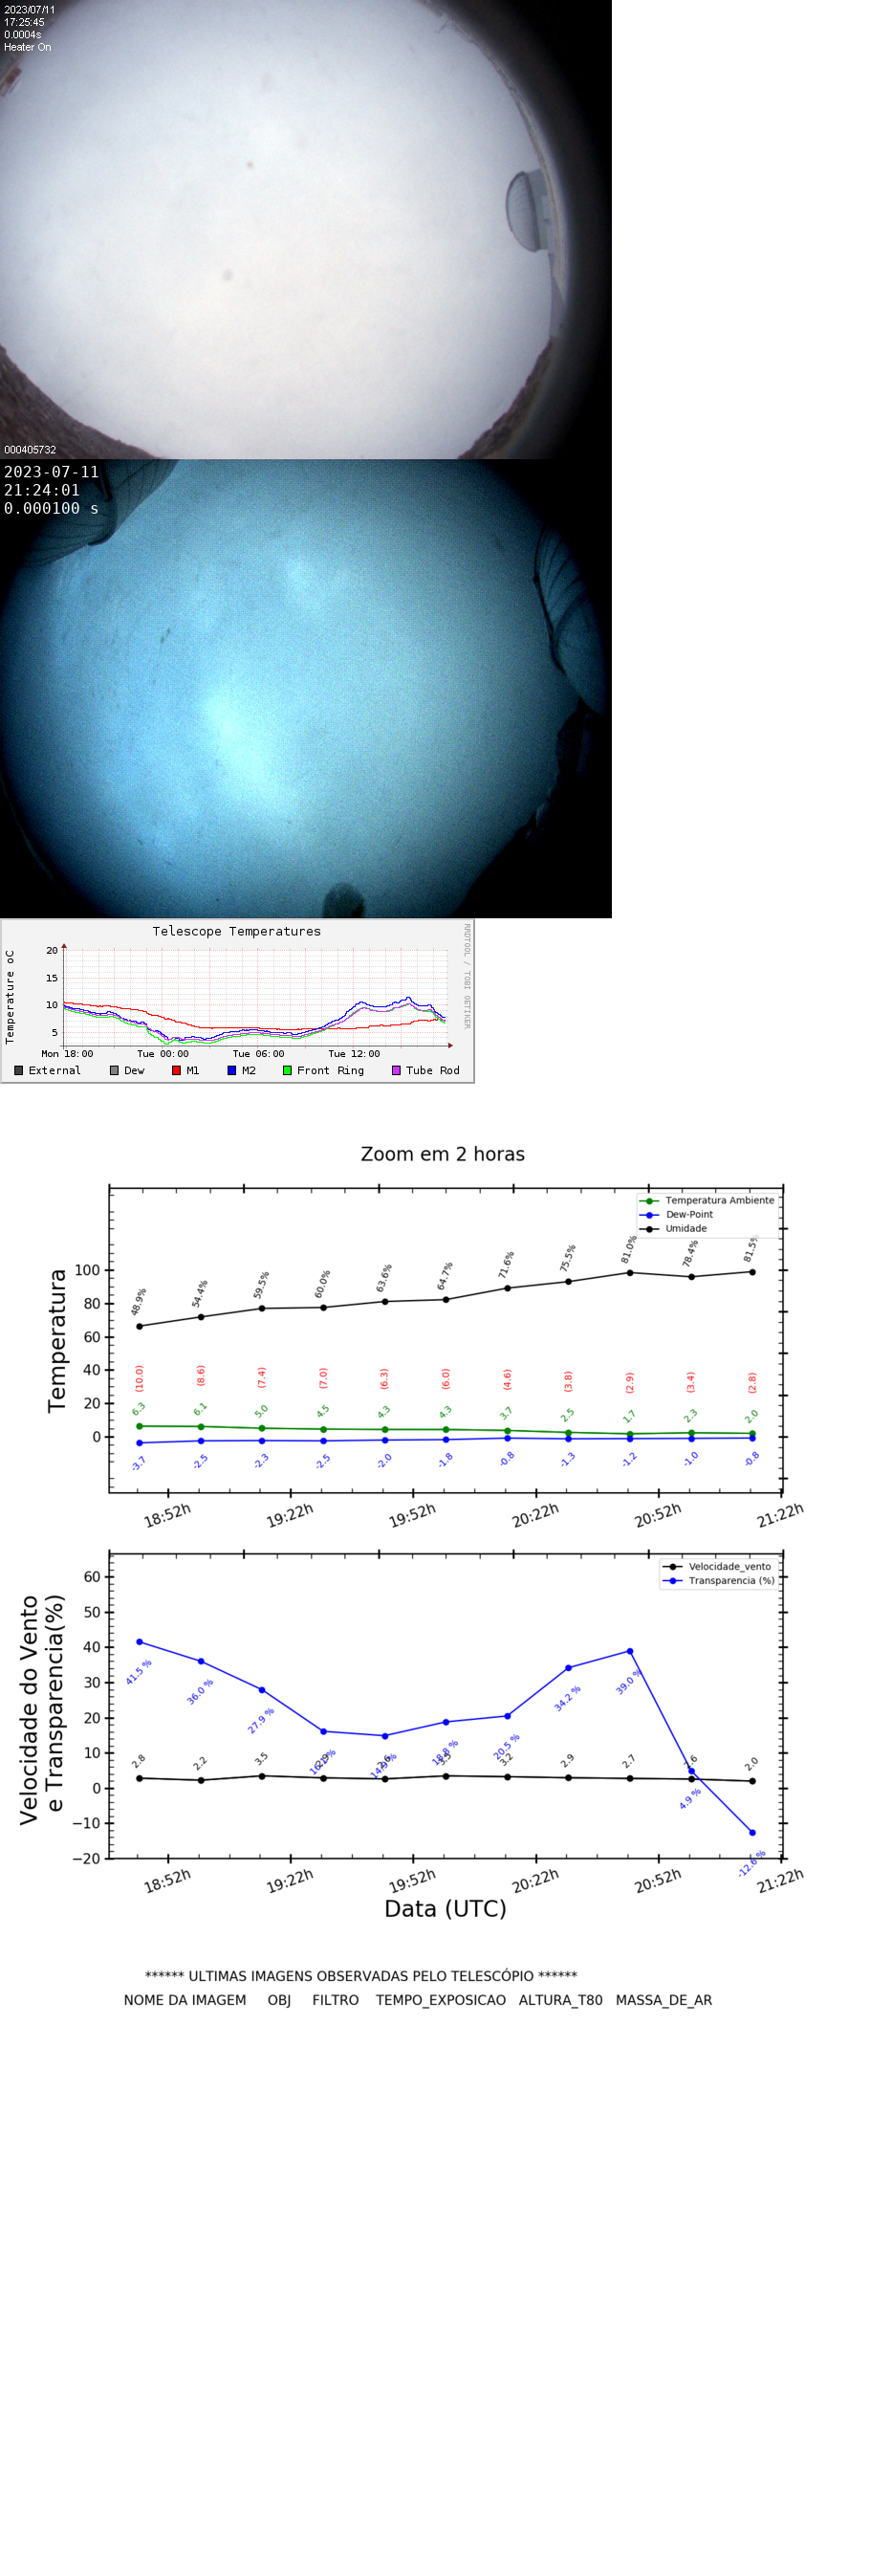 2023/07/11
17:25:45
0.0004s
Heater On
000405732
2023-07-11
21:24:01
0.000100 s
Telescope Temperatures
RRDTOOL / TOBI OETIKER
Temperature oC
20
15
10
5
Mon 18:00 Tue 00:00 Tue 06:00 Tue 12:00
External Dew M1 M2 Front Ring Tube Rod
Zoom em 2 horas
Temperatura Ambiente
Dew-Point
Umidade
Temperatura
100
80
60
40
20
0
48.9% 54.4% 59.5% 60.0% 63.6% 64.7% 71.6% 75.5% 81.0% 78.4% 81.5%
(10.0) (8.6) (7.4) (7.0) (6.3) (6.0) (4.6) (3.8) (2.9) (3.4) (2.8)
6.3 6.1 5.0 4.5 4.3 4.3 3.7 2.5 1.7 2.3 2.0
-3.7 -2.5 -2.3 -2.5 -2.0 -1.8 -0.8 -1.3 -1.2 -1.0 -0.8
18:52h 19:22h 19:52h 20:22h 20:52h 21:22h
Velocidade_vento
Transparencia (%)
Velocidade do Vento
e Transparencia(%)
60
50
40
30
20
10
0
−10
−20
41.5 % 36.0 % 27.9 % 20.5 % 34.2 % 39.0 % 4.9 % -12.6 %
2.8 2.2 3.5 3.2 2.9 2.7 2.6 2.0
18:52h 19:22h 19:52h 20:22h 20:52h 21:22h
Data (UTC)
****** ULTIMAS IMAGENS OBSERVADAS PELO TELESCÓPIO ******
NOME DA IMAGEM OBJ FILTRO TEMPO_EXPOSICAO ALTURA_T80 MASSA_DE_AR